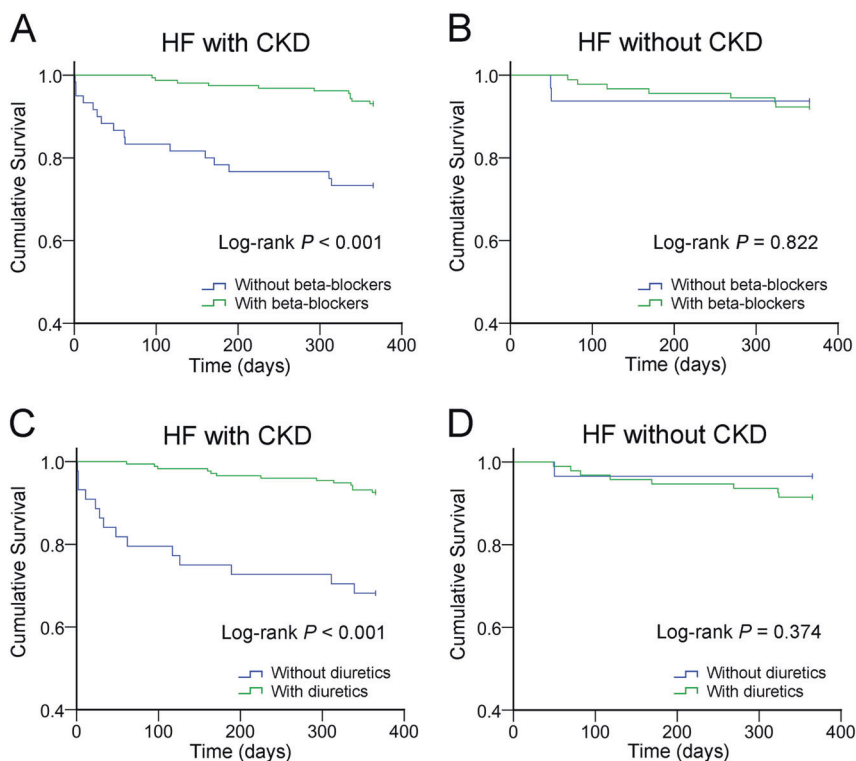 A
HF with CKD
Cumulative Survival
1.0
0.8
0.6
0.4
Log-rank P < 0.001
Without beta-blockers
With beta-blockers
0 100 200 300 400
Time (days)
B
HF without CKD
Cumulative Survival
1.0
0.8
0.6
0.4
Log-rank P = 0.822
Without beta-blockers
With beta-blockers
0 100 200 300 400
Time (days)
C
HF with CKD
Cumulative Survival
1.0
0.8
0.6
0.4
Log-rank P < 0.001
Without diuretics
With diuretics
0 100 200 300 400
Time (days)
D
HF without CKD
Cumulative Survival
1.0
0.8
0.6
0.4
Log-rank P = 0.374
Without diuretics
With diuretics
0 100 200 300 400
Time (days)